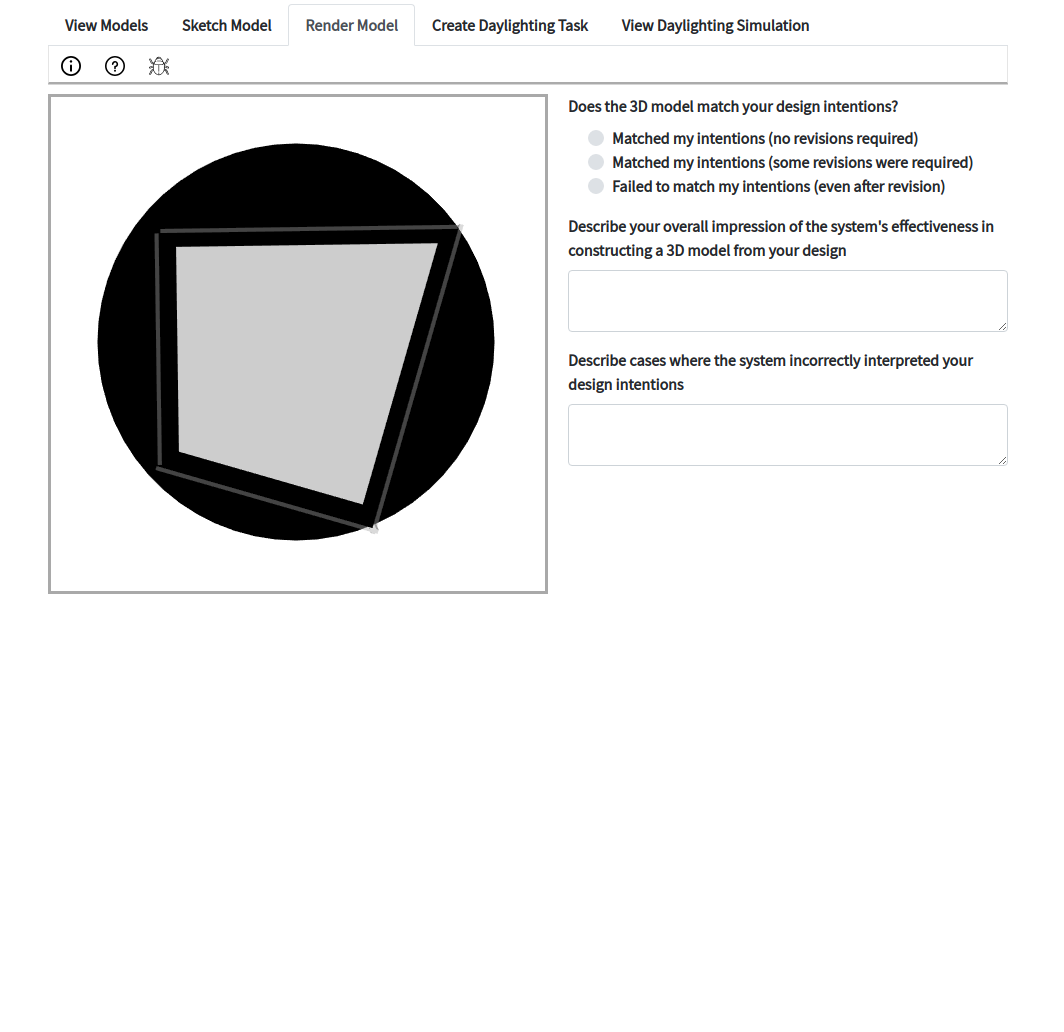 View Models Sketch Model Render Model Create Daylighting Task View Daylighting Simulation
Does the 3D model match your design intentions?
Matched my intentions (no revisions required)
Matched my intentions (some revisions were required)
Failed to match my intentions (even after revision)
Describe your overall impression of the system's effectiveness in
constructing a 3D model from your design
Describe cases where the system incorrectly interpreted your
design intentions